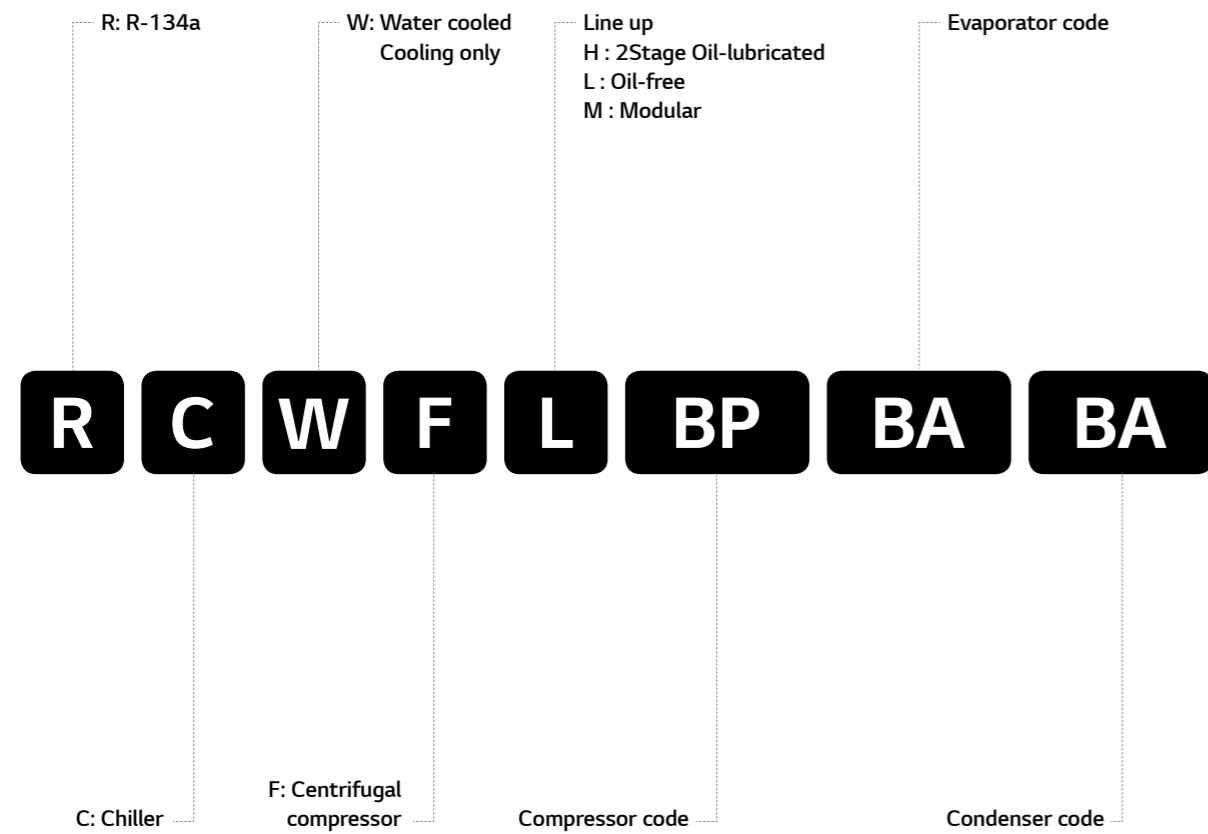 R: R-134a
W: Water cooled
Cooling only
Line up
H : 2Stage Oil-lubricated
L : Oil-free
M : Modular
Evaporator code
R C W F L BP BA BA
C: Chiller
F: Centrifugal
compressor
Compressor code
Condenser code